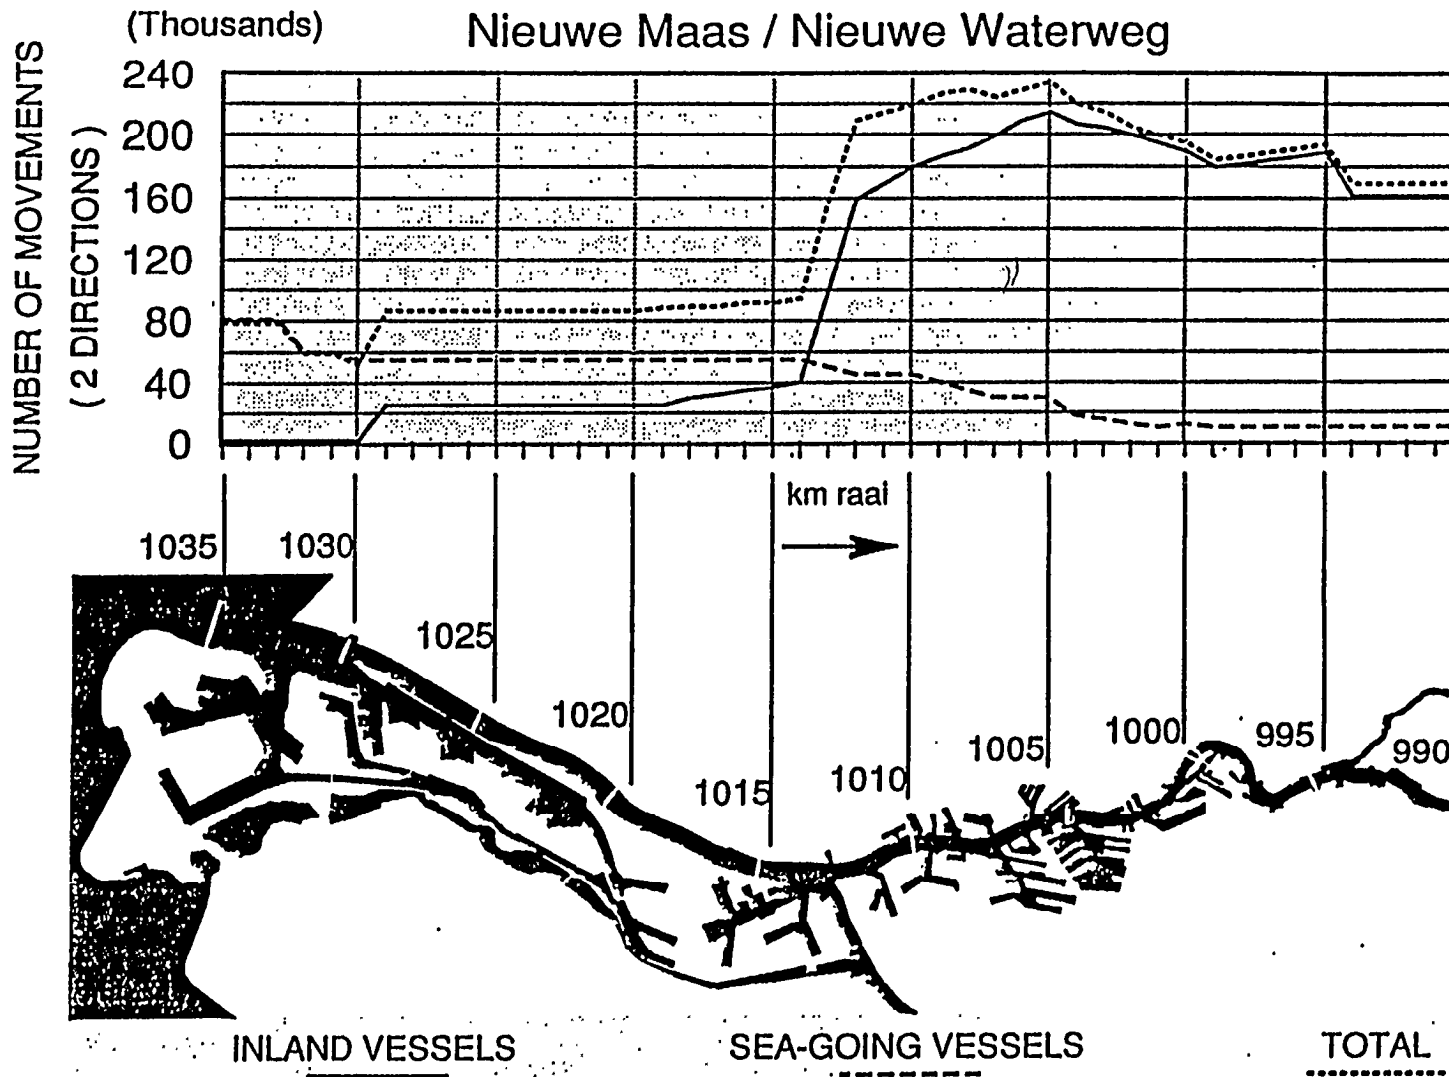 (Thousands)
Nieuwe Maas / Nieuwe Waterweg
NUMBER OF MOVEMENTS
( 2 DIRECTIONS )
240
200
160
120
80
40
0
km raai
1035
1030
1025
1020
1015
1010
1005
1000
995
990
INLAND VESSELS
SEA-GOING VESSELS
TOTAL